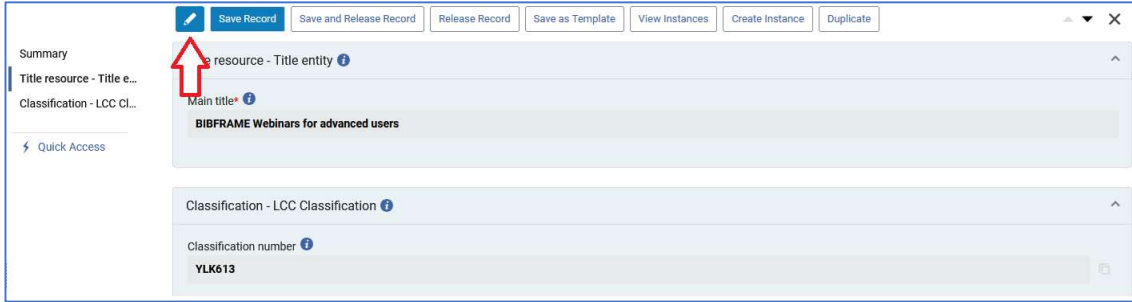 Save Record Save and Release Record Release Record Save as Template View Instances Create Instance Duplicate
Summary
Title resource - Title e...
Classification - LCC Cl...
Quick Access
resource - Title entity
Main title*
BIBFRAME Webinars for advanced users
Classification - LCC Classification
Classification number
YLK613